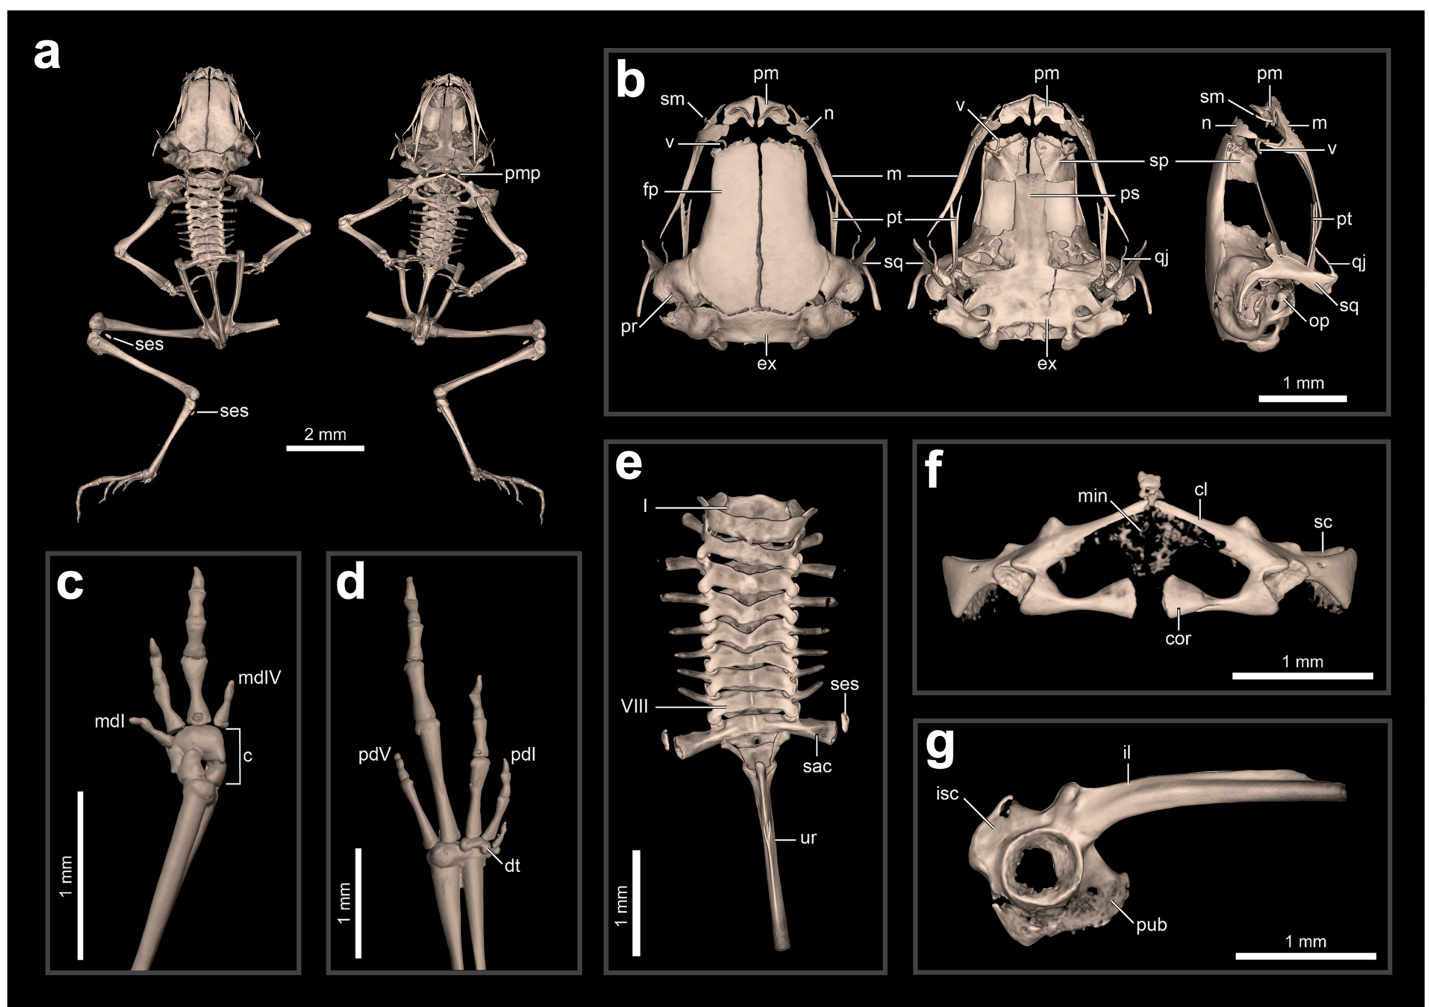 a
pmp
ses
ses
2 mm
b
pm
sm
n
v
fp
m
pt
sq
pr
ex
pm
v
sp
ps
qj
ex
pm
sm
n
m
v
pt
qj
sq
op
1 mm
c
mdIV
mdI
c
1 mm
d
pdV
pdI
dt
1 mm
e
I
VIII
ses
sac
ur
1 mm
f
min
cl
sc
cor
1 mm
g
il
isc
pub
1 mm